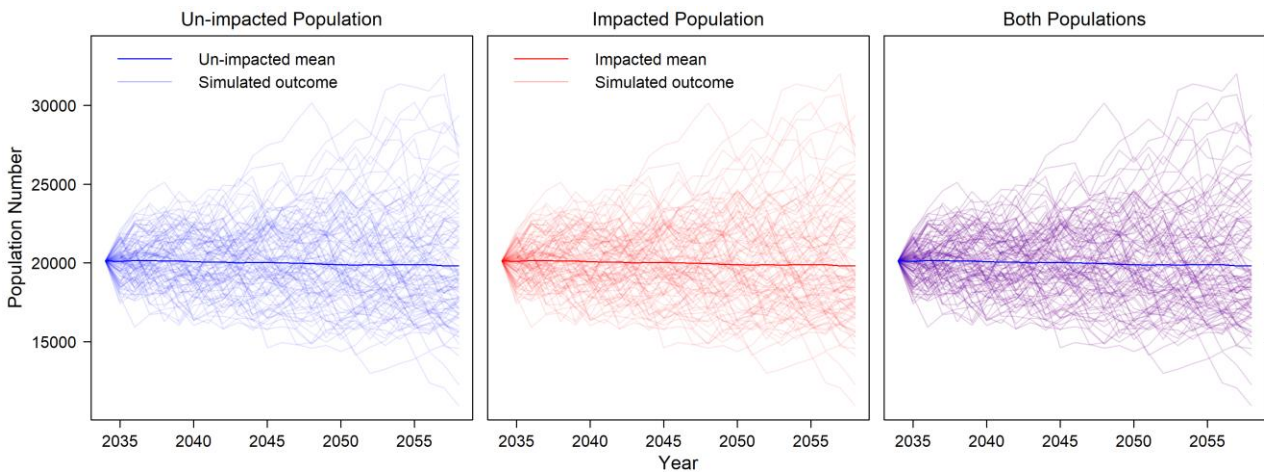 Un-impacted Population
Impacted Population
Both Populations
Un-impacted mean
Simulated outcome
Impacted mean
Simulated outcome
Population Number
30000
25000
20000
15000
2035 2040 2045 2050 2055
2035 2040 2045 2050 2055
2035 2040 2045 2050 2055
Year